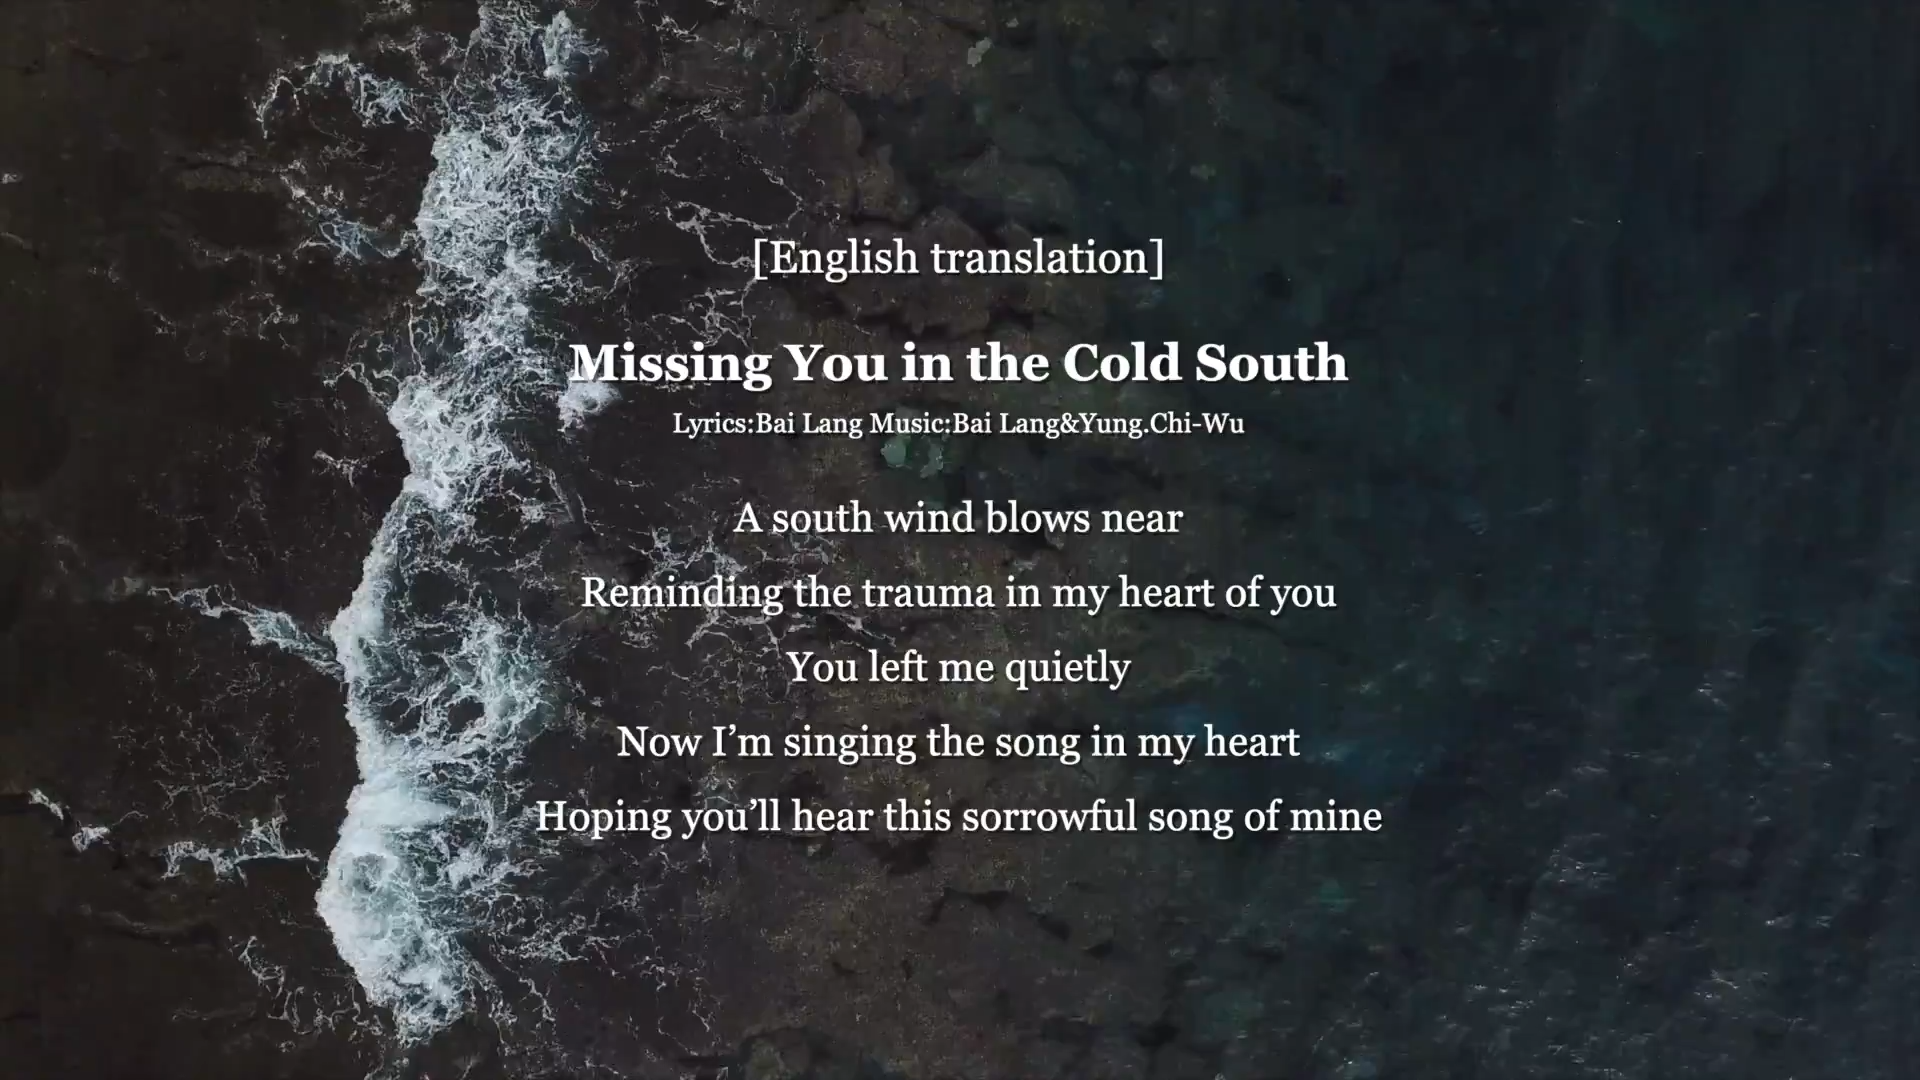 [English translation]
Missing You in the Cold South
Lyrics:Bai Lang Music:Bai Lang&Yung.Chi-Wu
A south wind blows near
Reminding the trauma in my heart of you
You left me quietly
Now I’m singing the song in my heart
Hoping you’ll hear this sorrowful song of mine